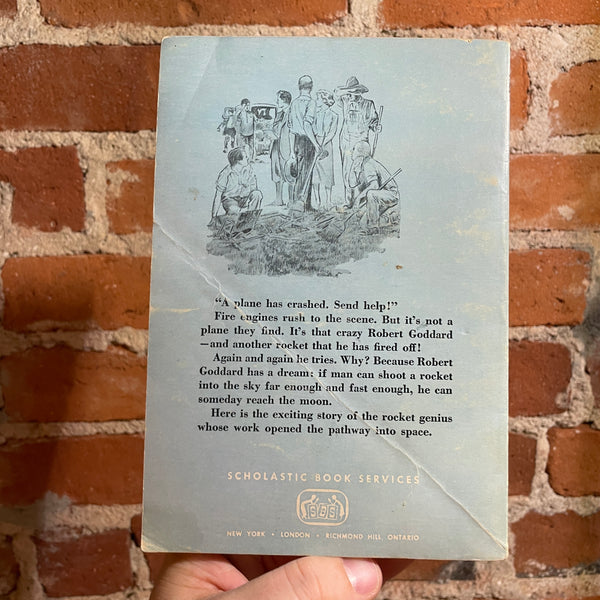 “A plane has crashed. Send help!”
Fire engines rush to the scene. But it’s not a
plane they find. It’s that crazy Robert Goddard
—and another rocket that he has fired off!
Again and again he tries. Why? Because Robert
Goddard has a dream: if man can shoot a rocket
into the sky far enough and fast enough, he can
someday reach the moon.
Here is the exciting story of the rocket genius
whose work opened the pathway into space.
SCHOLASTIC BOOK SERVICES
SBS
NEW YORK • LONDON • RICHMOND HILL, ONTARIO